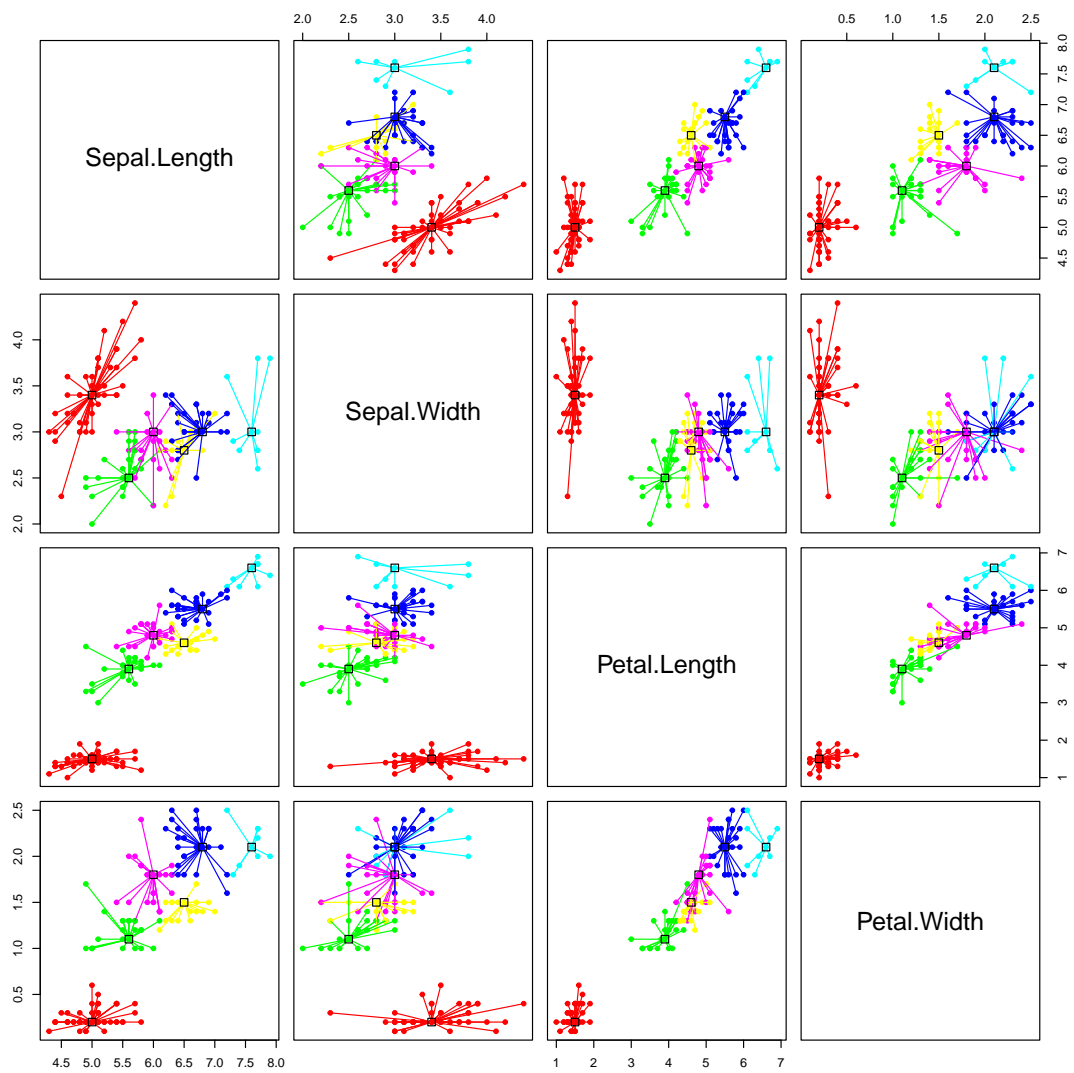 2.0 2.5 3.0 3.5 4.0 0.5 1.0 1.5 2.0 2.5
Sepal.Length
4.5 5.0 5.5 6.0 6.5 7.0 7.5 8.0
2.0 2.5 3.0 3.5 4.0
Sepal.Width
Petal.Length
1 2 3 4 5 6 7
0.5 1.0 1.5 2.0 2.5
Petal.Width
4.5 5.0 5.5 6.0 6.5 7.0 7.5 8.0 1 2 3 4 5 6 7